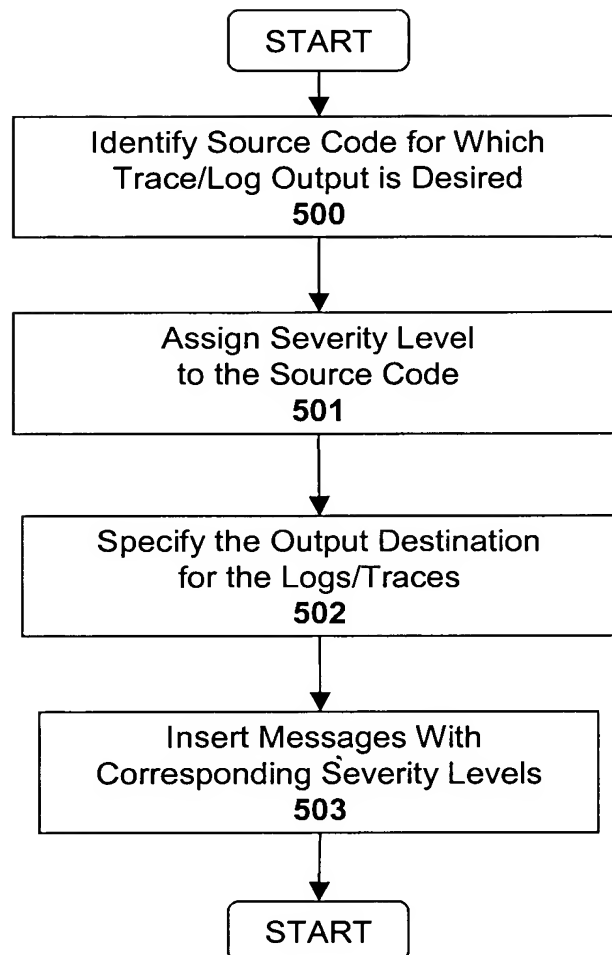 START
Identify Source Code for Which
Trace/Log Output is Desired
500
Assign Severity Level
to the Source Code
501
Specify the Output Destination
for the Logs/Traces
502
Insert Messages With
Corresponding Severity Levels
503
START